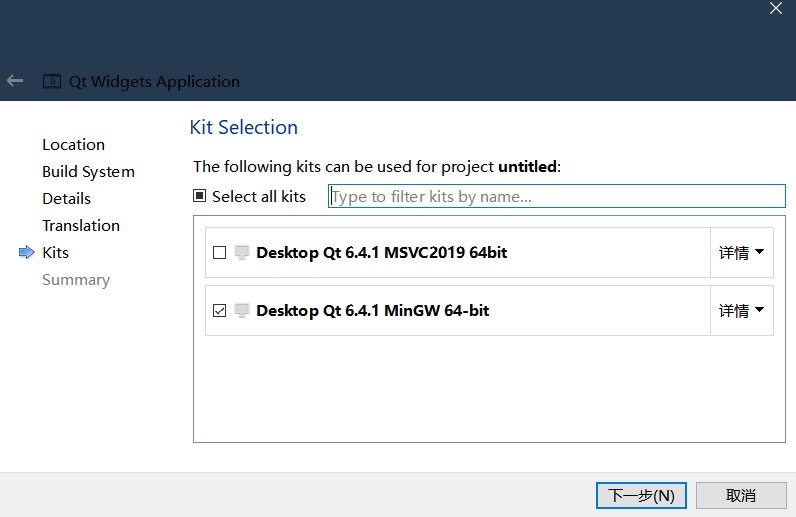 Qt Widgets Application
Kit Selection
Location
Build System
Details
Translation
Kits
Summary
The following kits can be used for project untitled:
Select all kits
Type to filter kits by name...
Desktop Qt 6.4.1 MSVC2019 64bit
详情
Desktop Qt 6.4.1 MinGW 64-bit
详情
下一步(N)
取消